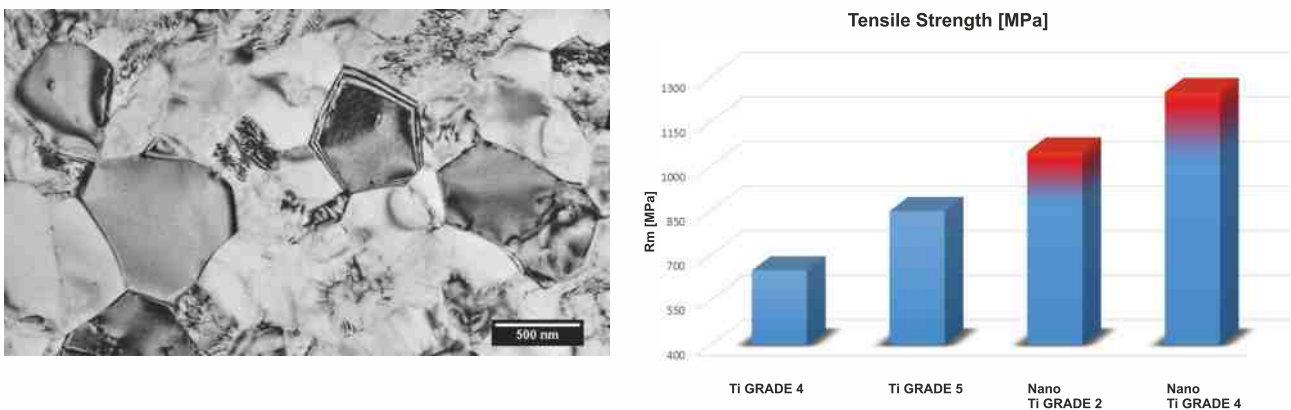 500 nm
Tensile Strength [MPa]
Rm [MPa]
1300
1150
1000
850
700
550
400
Ti GRADE 4
Ti GRADE 5
Nano
Ti GRADE 2
Nano
Ti GRADE 4